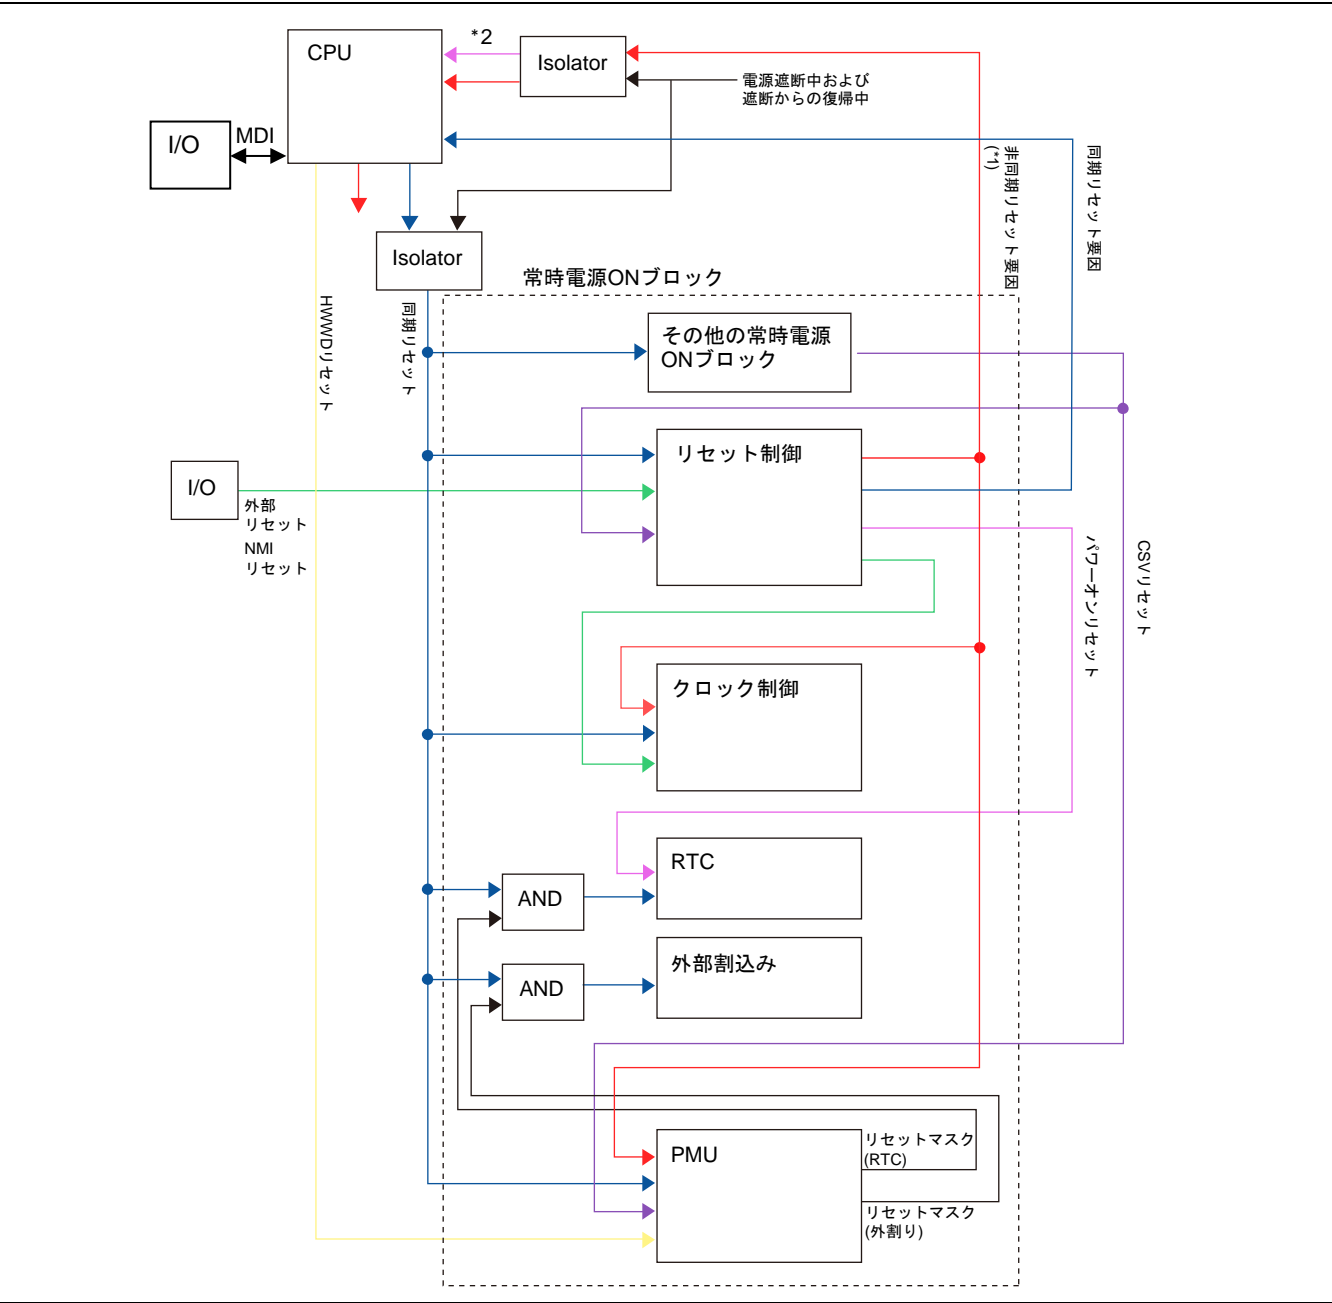 CPU
*2
Isolator
電源遮断中および
遮断からの復帰中
I/O
MDI
非同期リセット要因
(*1)
同期リセット要因
Isolator
常時電源ONブロック
HWWDリセット
同期リセット
その他の常時電源
ONブロック
リセット制御
I/O
外部
リセット
NMI
リセット
パワーオンリセット
CSVリセット
クロック制御
RTC
AND
外部割込み
AND
PMU
リセットマスク
(RTC)
リセットマスク
(外割り)